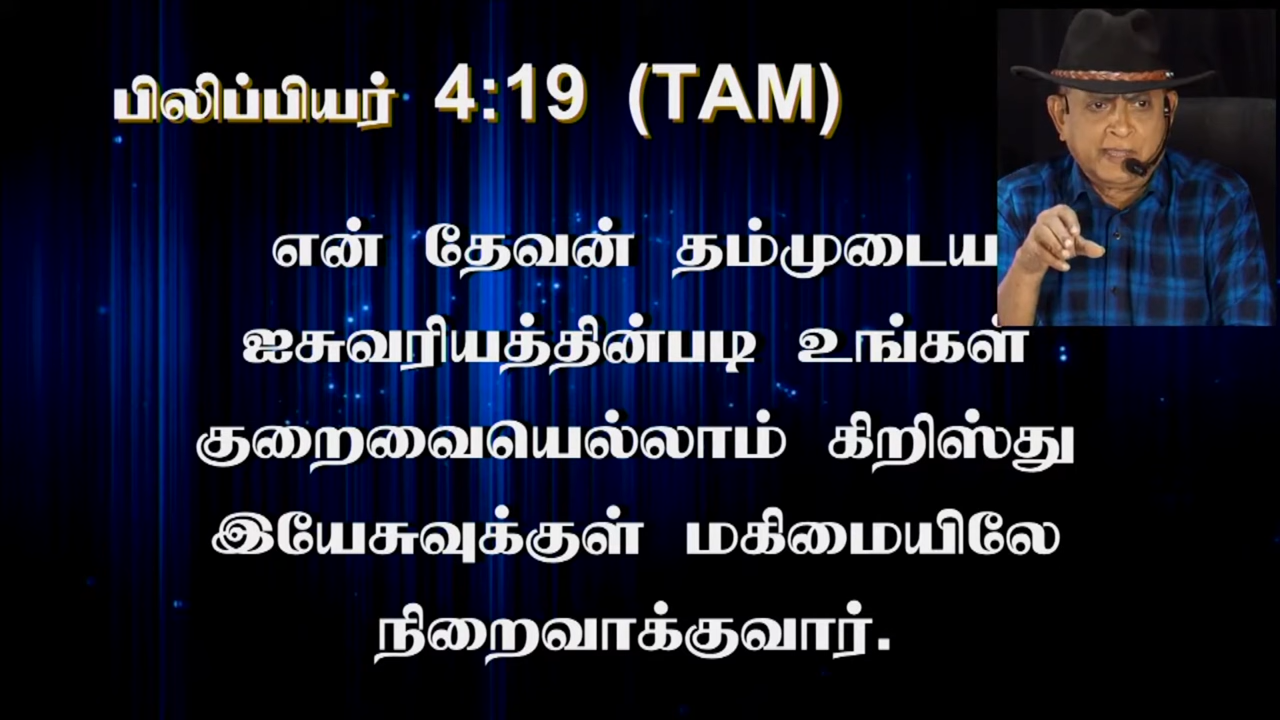 பிலிப்பியர் 4:19 (TAM)
என் தேவன் தம்முடைய
ஐசுவரியத்தின்படி உங்கள்
குறைவையெல்லாம் கிறிஸ்து
இயேசுவுக்குள் மகிமையிலே
நிறைவாக்குவார்.